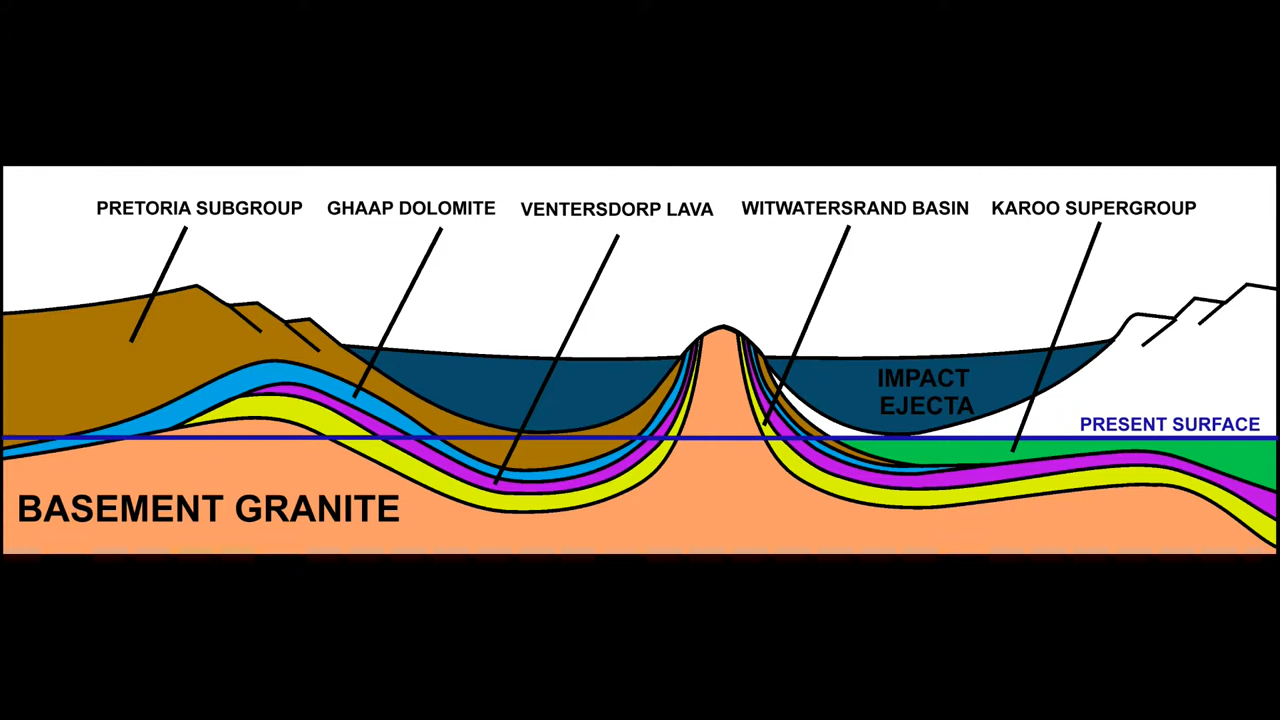 PRETORIA SUBGROUP
GHAAP DOLOMITE
VENTERSDORP LAVA
WITWATERSRAND BASIN
KAROO SUPERGROUP
IMPACT
EJECTA
PRESENT SURFACE
BASEMENT GRANITE